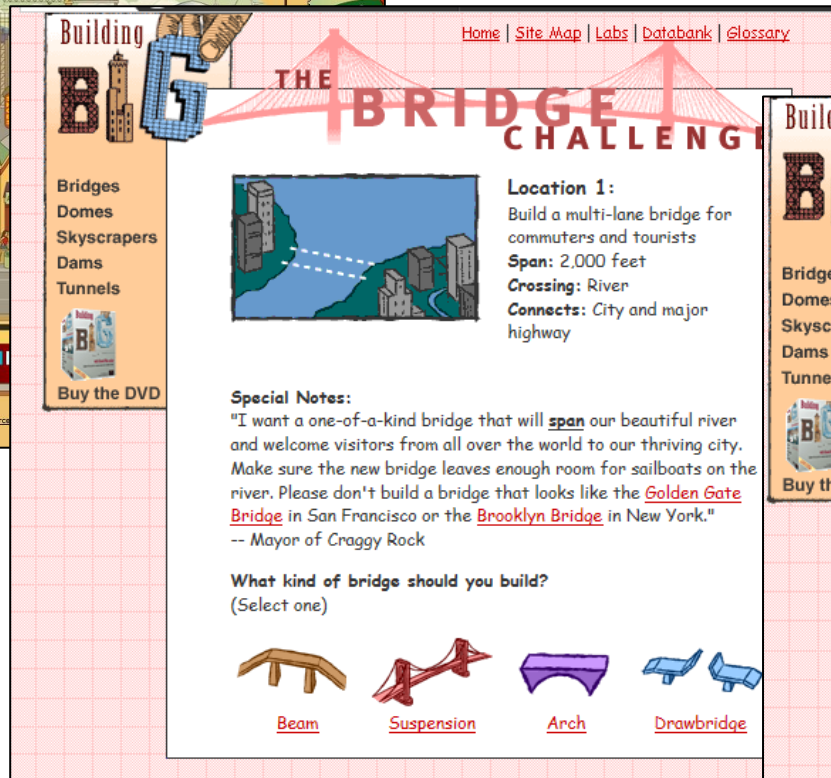 Building
BIG
Home | Site Map | Labs | Databank | Glossary
THE
BRIDGE
CHALLENGE
Bridges
Domes
Skyscrapers
Dams
Tunnels
Building
BIG
Buy the DVD
Location 1:
Build a multi-lane bridge for
commuters and tourists
Span: 2,000 feet
Crossing: River
Connects: City and major
highway
Special Notes:
"I want a one-of-a-kind bridge that will span our beautiful river
and welcome visitors from all over the world to our thriving city.
Make sure the new bridge leaves enough room for sailboats on the
river. Please don't build a bridge that looks like the Golden Gate
Bridge in San Francisco or the Brooklyn Bridge in New York."
-- Mayor of Craggy Rock
What kind of bridge should you build?
(Select one)
Beam
Suspension
Arch
Drawbridge
Buil
B
Bridge
Domes
Skysc
Dams
Tunne
B
Buy th